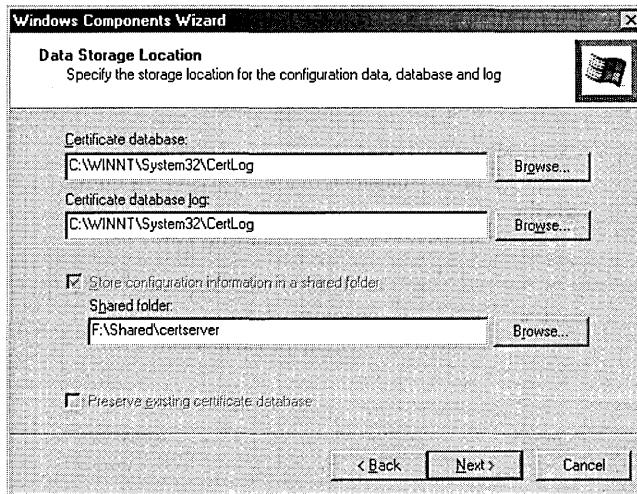 Windows Components Wizard
Data Storage Location
Specify the storage location for the configuration data, database and log
Certificate database:
C:\WINNT\System32\CertLog
Browse...
Certificate database log:
C:\WINNT\System32\CertLog
Browse...
Store configuration information in a shared folder
Shared folder:
F:\Shared\certserver
Browse...
Preserve existing certificate database
< Back
Next >
Cancel